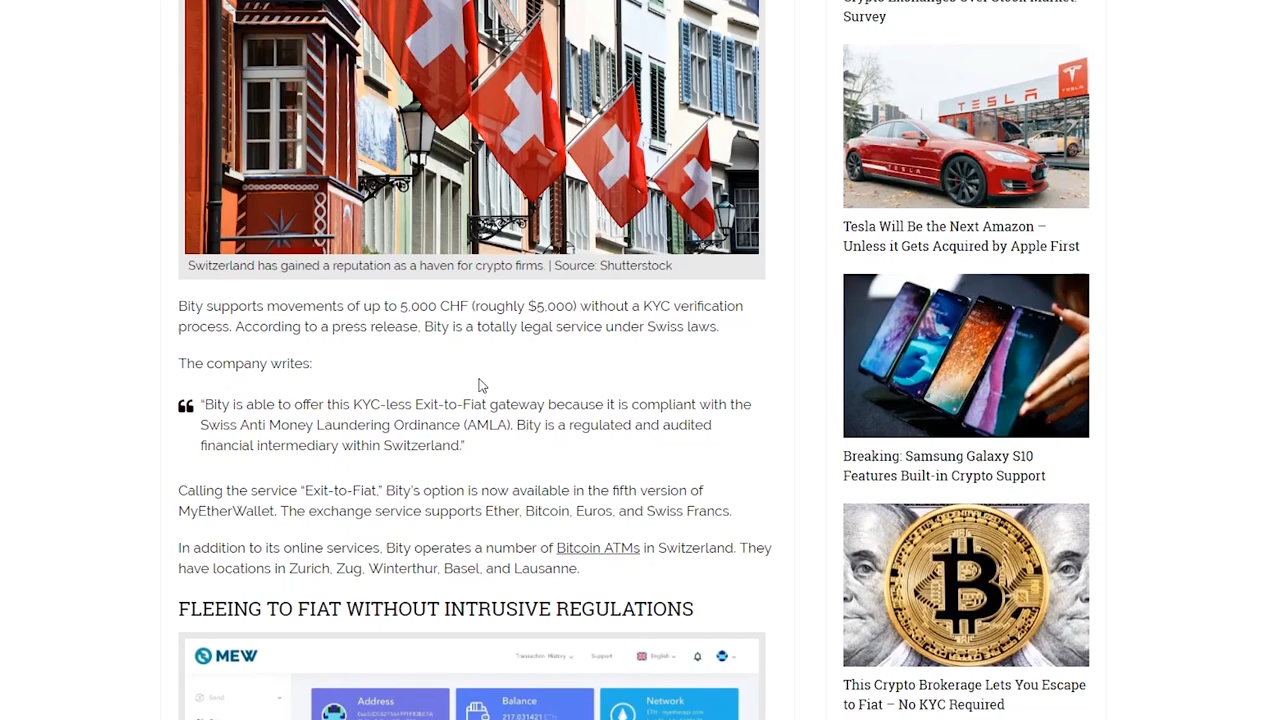 Survey
TESLA
TESLA
Tesla Will Be the Next Amazon –
Unless it Gets Acquired by Apple First
Switzerland has gained a reputation as a haven for crypto firms. | Source: Shutterstock
Bity supports movements of up to 5,000 CHF (roughly $5,000) without a KYC verification
process. According to a press release, Bity is a totally legal service under Swiss laws.
The company writes:
“Bity is able to offer this KYC-less Exit-to-Fiat gateway because it is compliant with the
Swiss Anti Money Laundering Ordinance (AMLA). Bity is a regulated and audited
financial intermediary within Switzerland.”
Breaking: Samsung Galaxy S10
Features Built-in Crypto Support
Calling the service “Exit-to-Fiat,” Bity’s option is now available in the fifth version of
MyEtherWallet. The exchange service supports Ether, Bitcoin, Euros, and Swiss Francs.
In addition to its online services, Bity operates a number of Bitcoin ATMs in Switzerland. They
have locations in Zurich, Zug, Winterthur, Basel, and Lausanne.
FLEEING TO FIAT WITHOUT INTRUSIVE REGULATIONS
MEW
Transaction History
Support
English
Send
Address
Balance
Network
This Crypto Brokerage Lets You Escape
to Fiat – No KYC Required